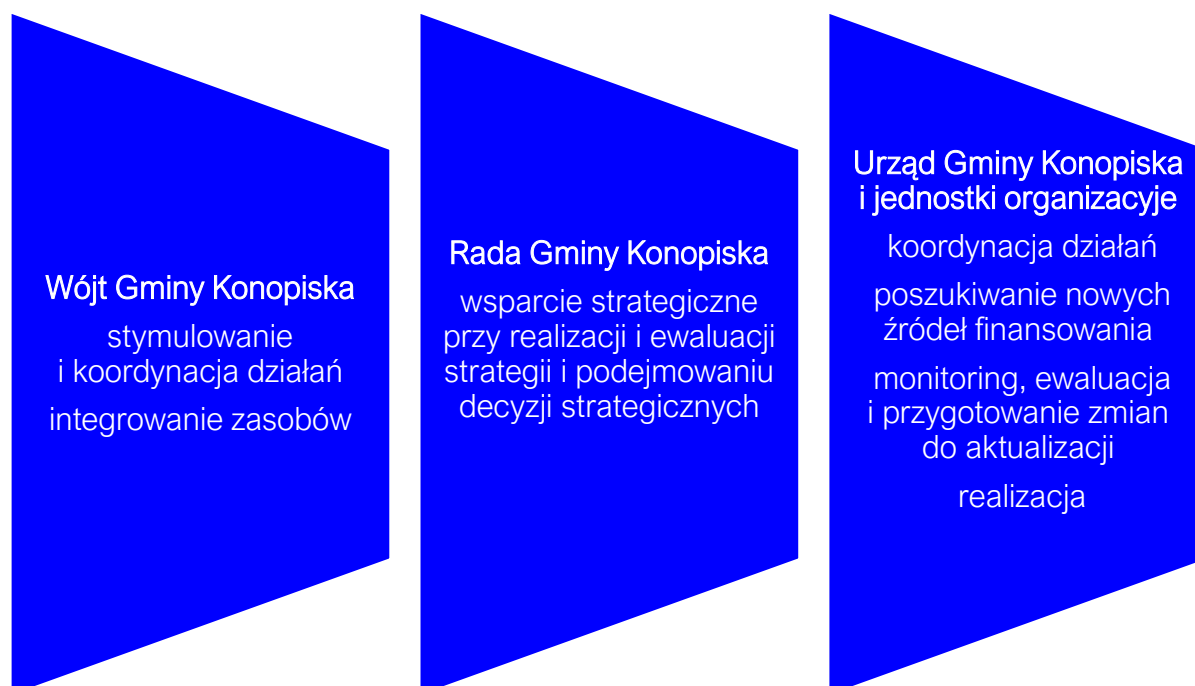 Wójt Gminy Konopiska
stymulowanie
i koordynacja działań
integrowanie zasobów
Rada Gminy Konopiska
wsparcie strategiczne
przy realizacji i ewaluacji
strategii i podejmowaniu
decyzji strategicznych
Urząd Gminy Konopiska
i jednostki organizacyje
koordynacja działań
poszukiwanie nowych
źródeł finansowania
monitoring, ewaluacja
i przygotowanie zmian
do aktualizacji
realizacja